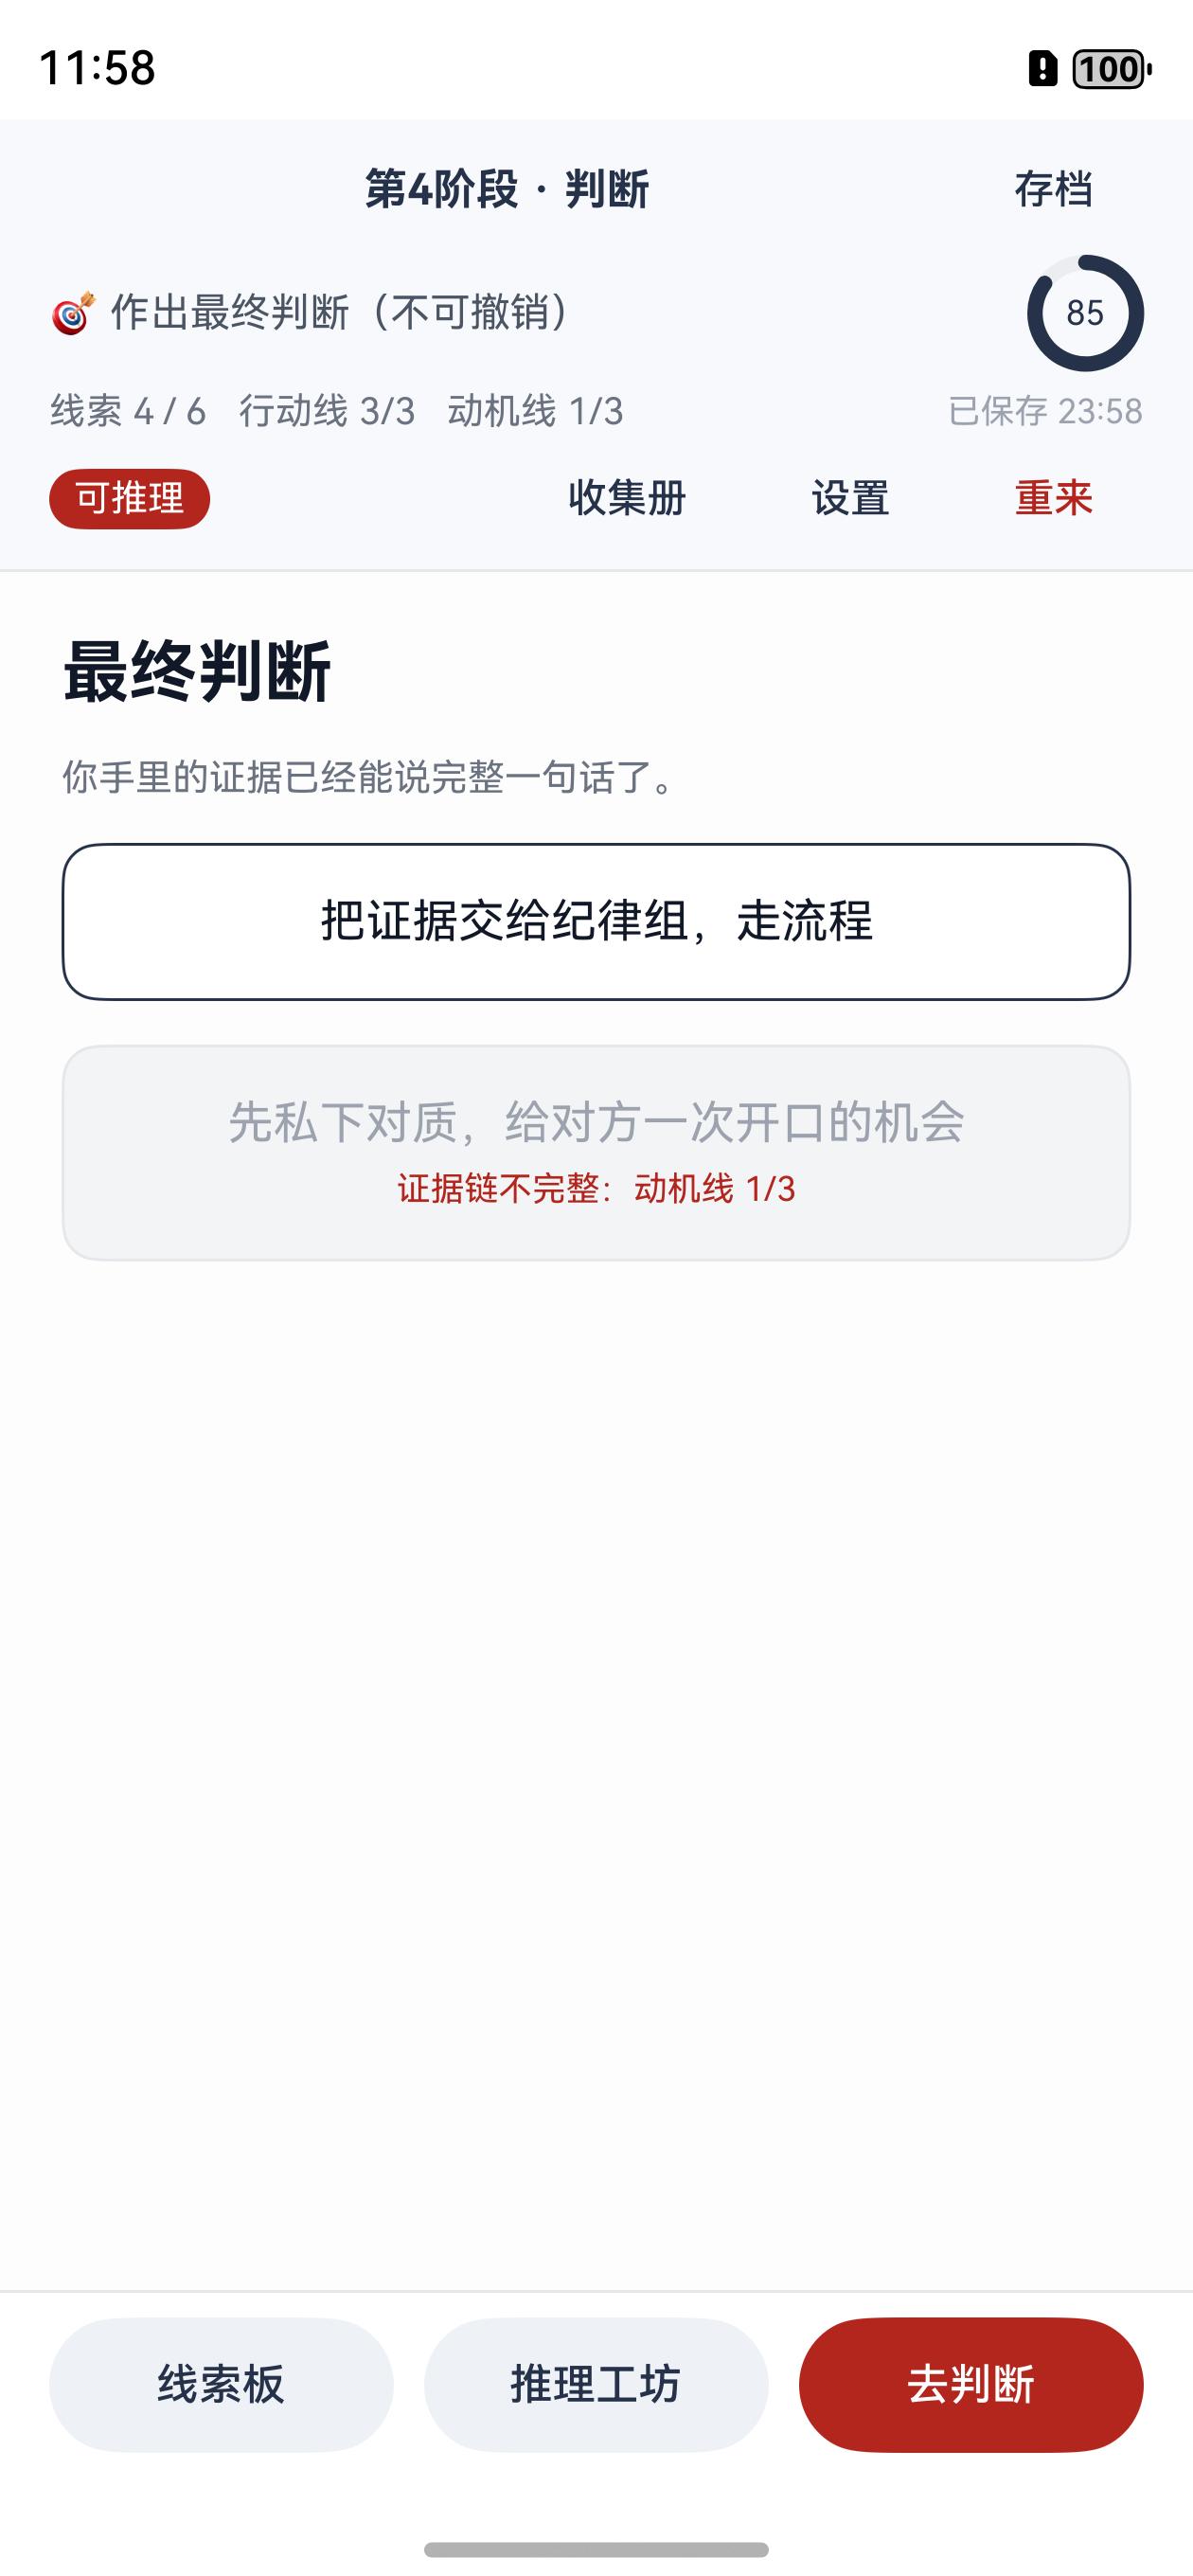 11:58
100
第4阶段 · 判断
存档
🎯 作出最终判断（不可撤销）
85
线索 4 / 6 行动线 3/3 动机线 1/3
已保存 23:58
可推理
收集册
设置
重来
最终判断
你手里的证据已经能说完整一句话了。
把证据交给纪律组，走流程
先私下对质，给对方一次开口的机会
证据链不完整：动机线 1/3
线索板
推理工坊
去判断